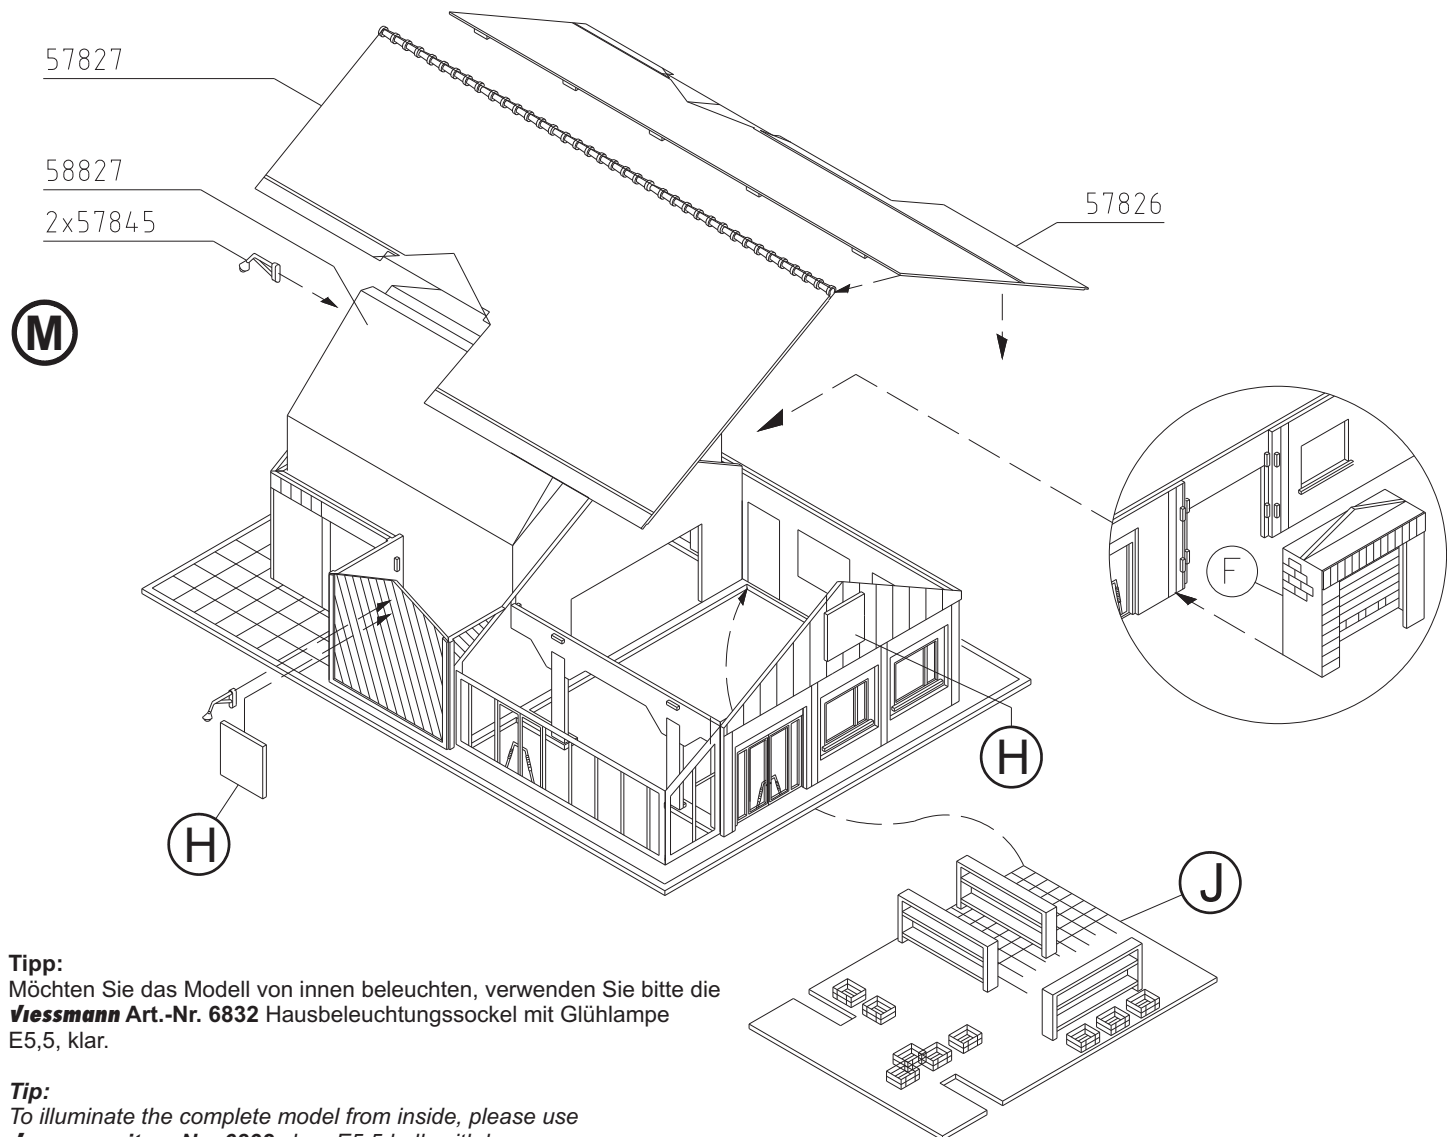 57827
58827
2x57845
57826
M
F
H
H
J
Tipp:
Möchten Sie das Modell von innen beleuchten, verwenden Sie bitte die
Viessmann Art.-Nr. 6832 Hausbeleuchtungssockel mit Glühlampe
E5,5, klar.
Tip:
To illuminate the complete model from inside, please use